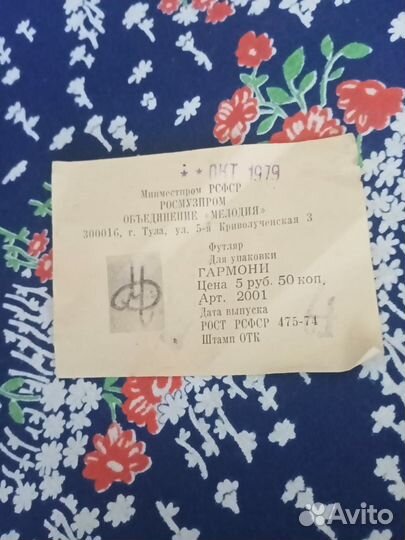 ** ОКТ 1979
Минместпром РСФСР
РОСМУЗПРОМ
ОБЪЕДИНЕНИЕ «МЕЛОДИЯ»
300016, г. Тула, ул. 5-я Криволученская 3
Футляр
Для упаковки
ГАРМОНИ
Цена 5 руб. 50 коп,
Арт. 2001
Дата выпуска
РОСТ РСФСР 475-74
Штамп ОТК
Avito